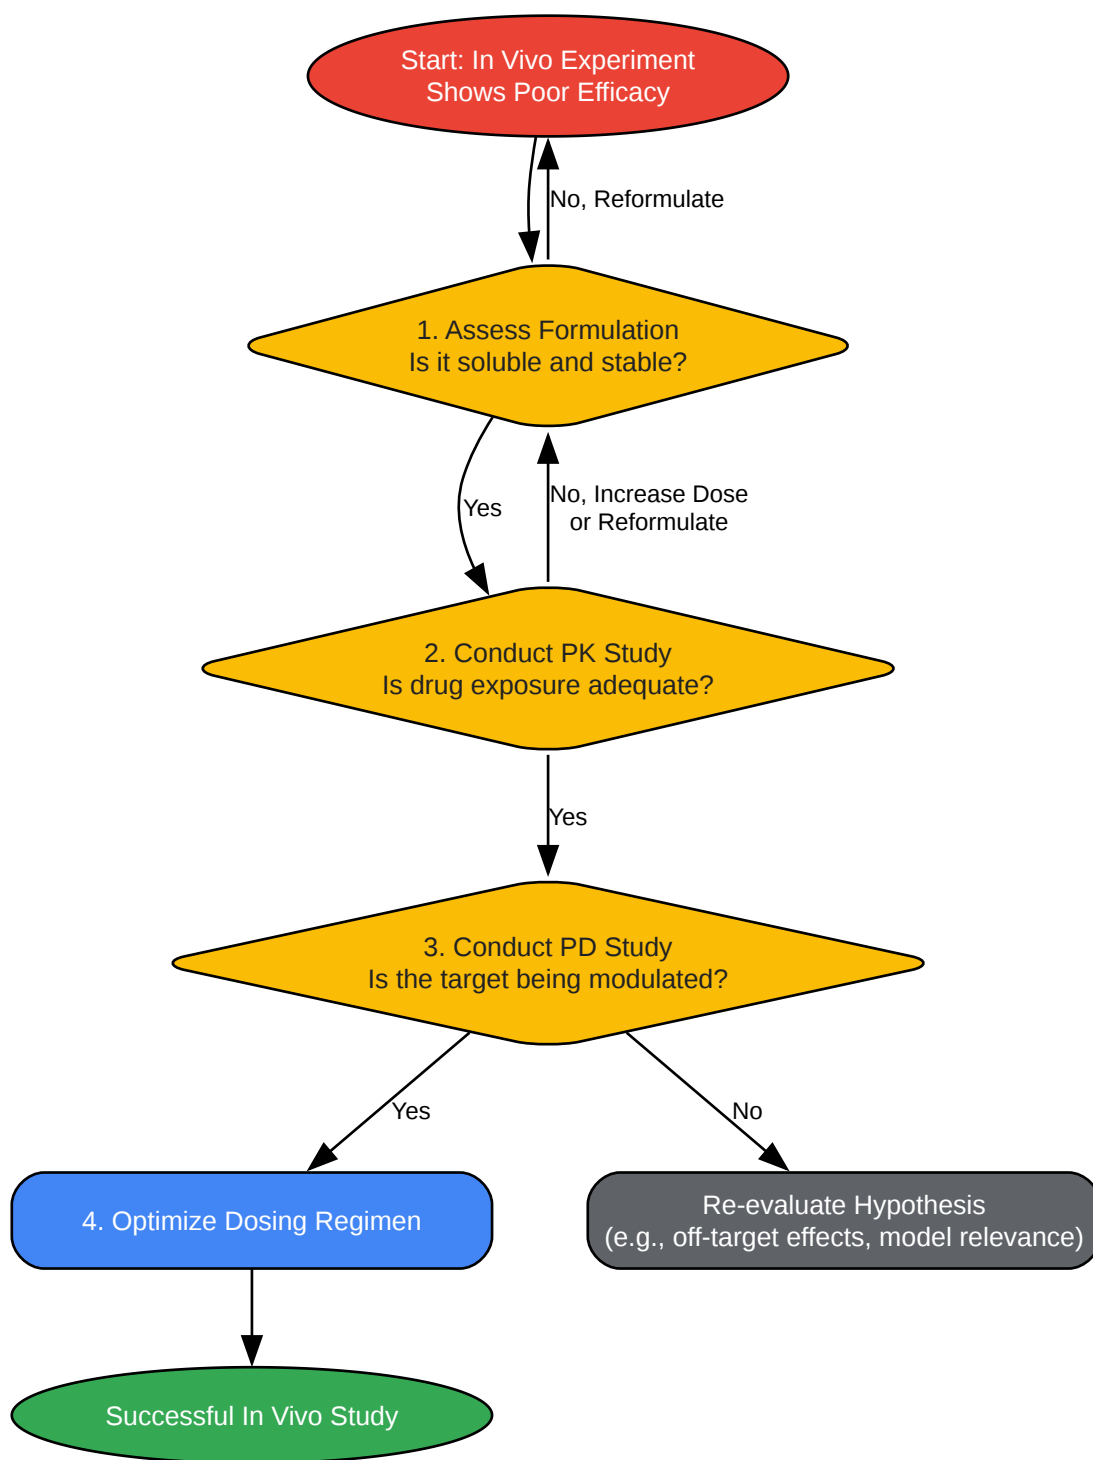 Start: In Vivo Experiment
Shows Poor Efficacy
No, Reformulate
1. Assess Formulation
Is it soluble and stable?
Yes
No, Increase Dose
or Reformulate
2. Conduct PK Study
Is drug exposure adequate?
Yes
3. Conduct PD Study
Is the target being modulated?
Yes
No
4. Optimize Dosing Regimen
Re-evaluate Hypothesis
(e.g., off-target effects, model relevance)
Successful In Vivo Study